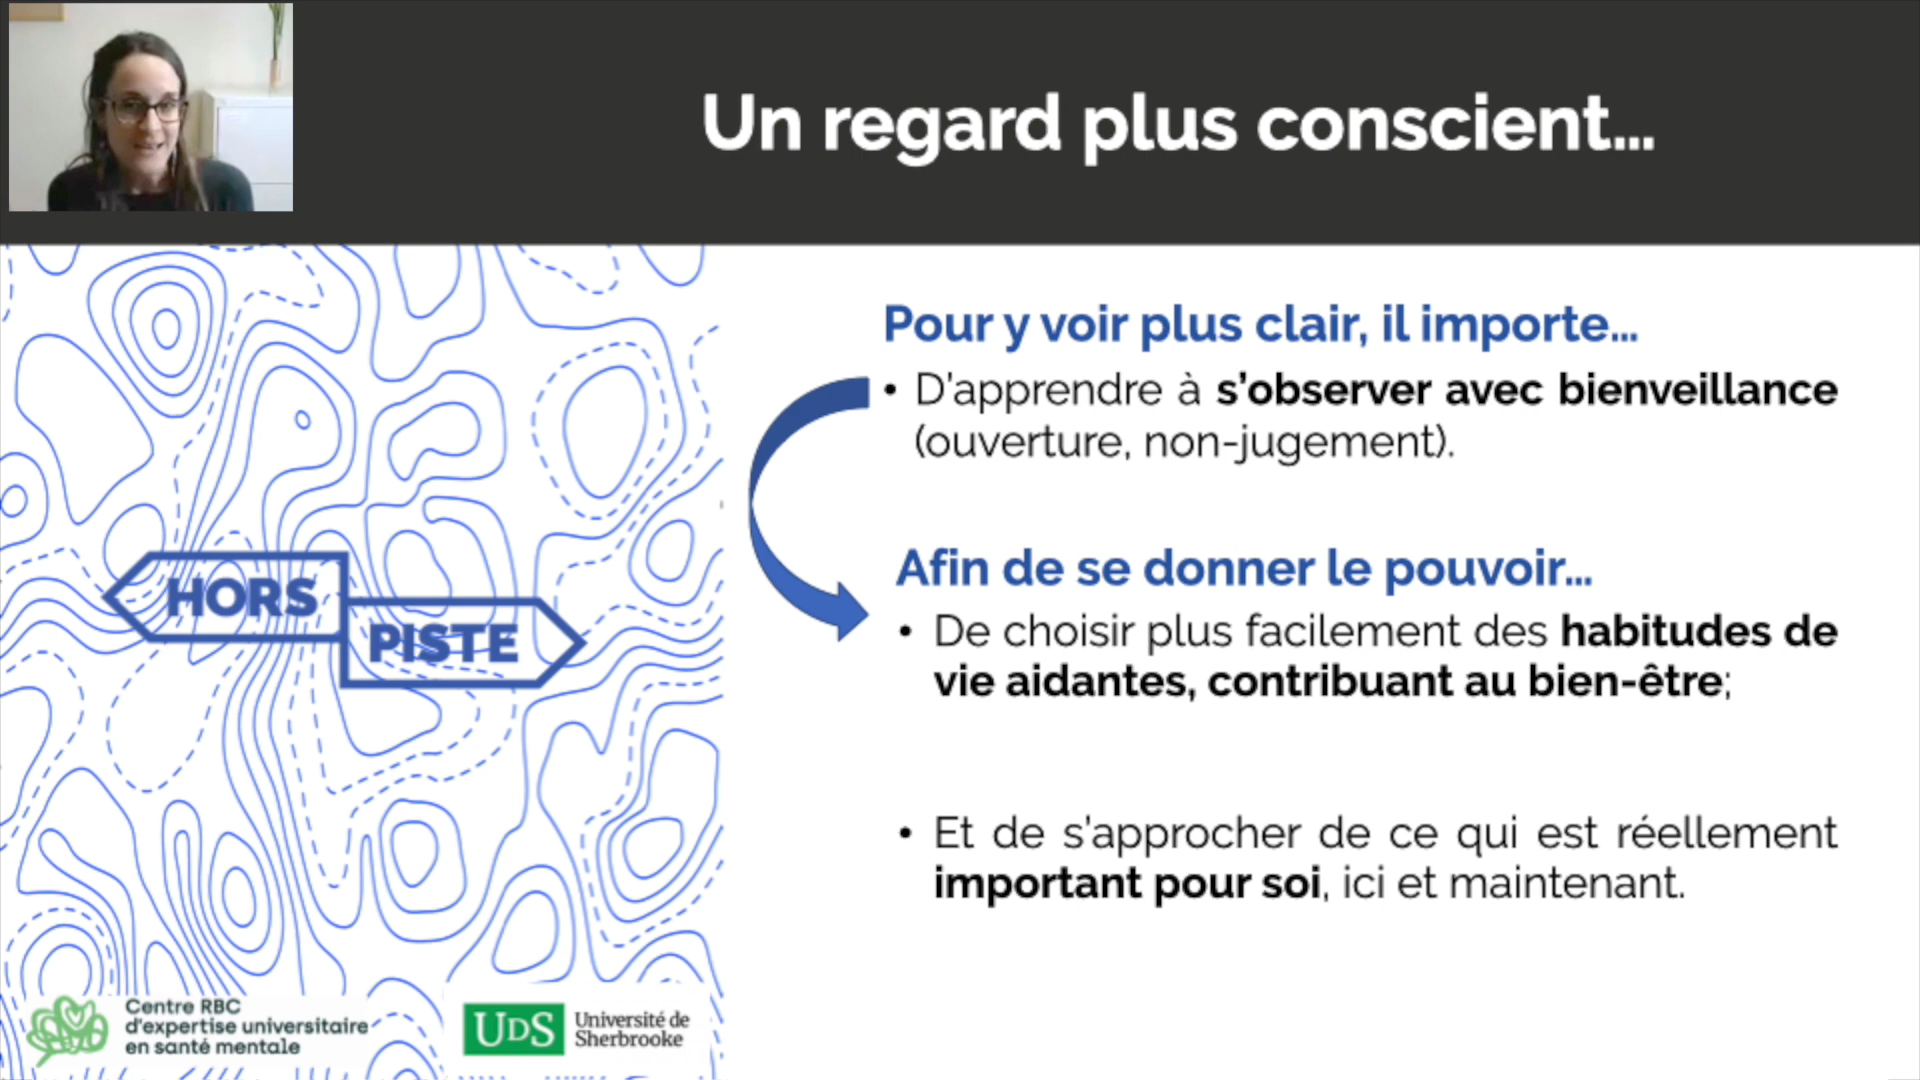 Un regard plus conscient...
Pour y voir plus clair, il importe...
• D'apprendre à s'observer avec bienveillance
(ouverture, non-jugement).
Afin de se donner le pouvoir...
• De choisir plus facilement des habitudes de
vie aidantes, contribuant au bien-être;
• Et de s'approcher de ce qui est réellement
important pour soi, ici et maintenant.
HORS
PISTE
Centre RBC
d'expertise universitaire
en santé mentale
UDS
Université de
Sherbrooke